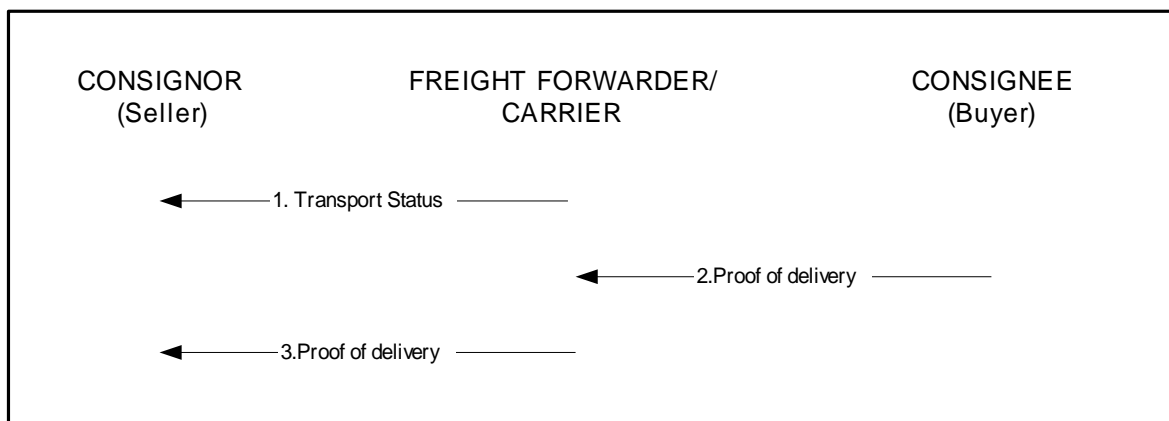 CONSIGNOR
(Seller)
FREIGHT FORWARDER/
CARRIER
CONSIGNEE
(Buyer)
1. Transport Status
2.Proof of delivery
3.Proof of delivery